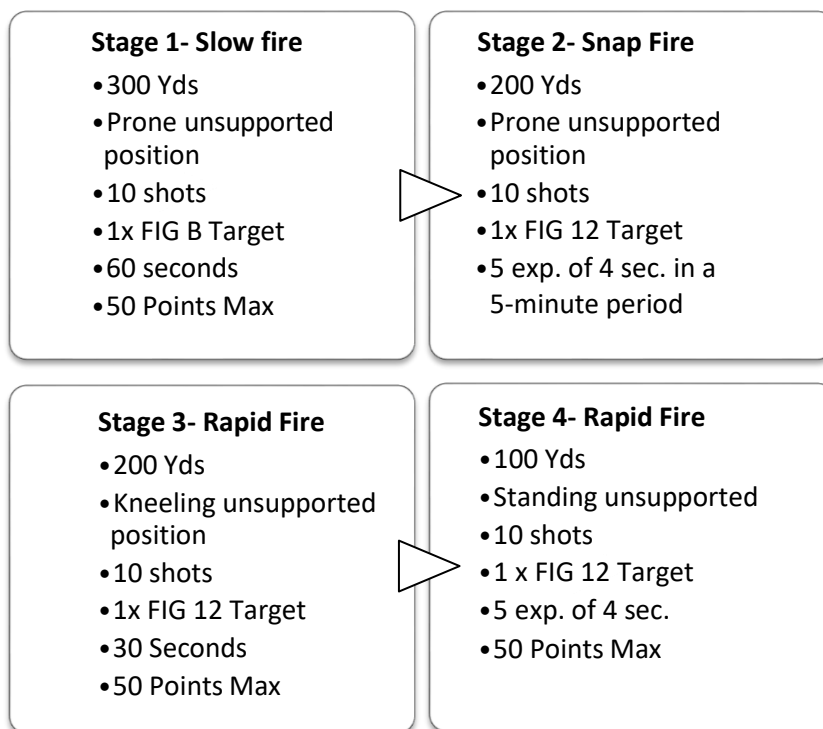 Stage 1- Slow fire
•300 Yds
•Prone unsupported
position
•10 shots
•1x FIG B Target
•60 seconds
•50 Points Max
Stage 2- Snap Fire
•200 Yds
•Prone unsupported
position
•10 shots
•1x FIG 12 Target
•5 exp. of 4 sec. in a
5-minute period
Stage 3- Rapid Fire
•200 Yds
•Kneeling unsupported
position
•10 shots
•1x FIG 12 Target
•30 Seconds
•50 Points Max
Stage 4- Rapid Fire
•100 Yds
•Standing unsupported
•10 shots
•1 x FIG 12 Target
•5 exp. of 4 sec.
•50 Points Max